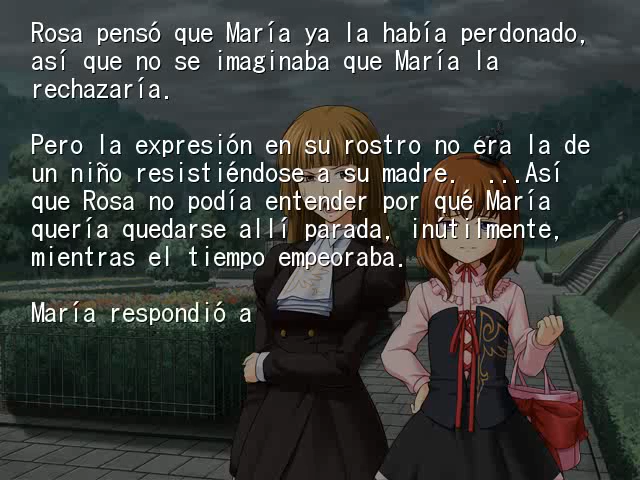 Rosa pensó que María ya la había perdonado,
así que no se imaginaba que María la
rechazaría.
Pero la expresión en su rostro no era la de
un niño resistiéndose a su madre.  ...Así
que Rosa no podía entender por qué María
quería quedarse allí parada, inútilmente,
mientras el tiempo empeoraba.
María respondió a